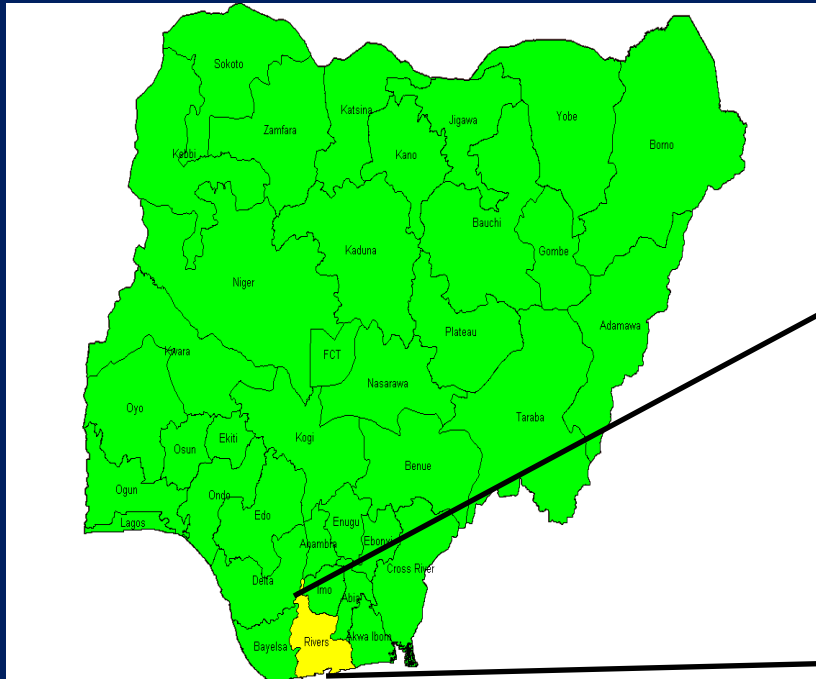 Sokoto
Katsina
Jigawa
Yobe
Zamfara
Borno
Kebbi
Kano
Bauchi
Kaduna
Gombe
Niger
Adamawa
Plateau
Kwara
FCT
Nasarawa
Oyo
Taraba
Ekiti
Kogi
Osun
Benue
Ogun
Ondo
Edo
Lagos
Enugu
Anambra
Ebonyi
Cross River
Delta
Imo
Abia
Bayelsa
Rivers
Akwa Ibom